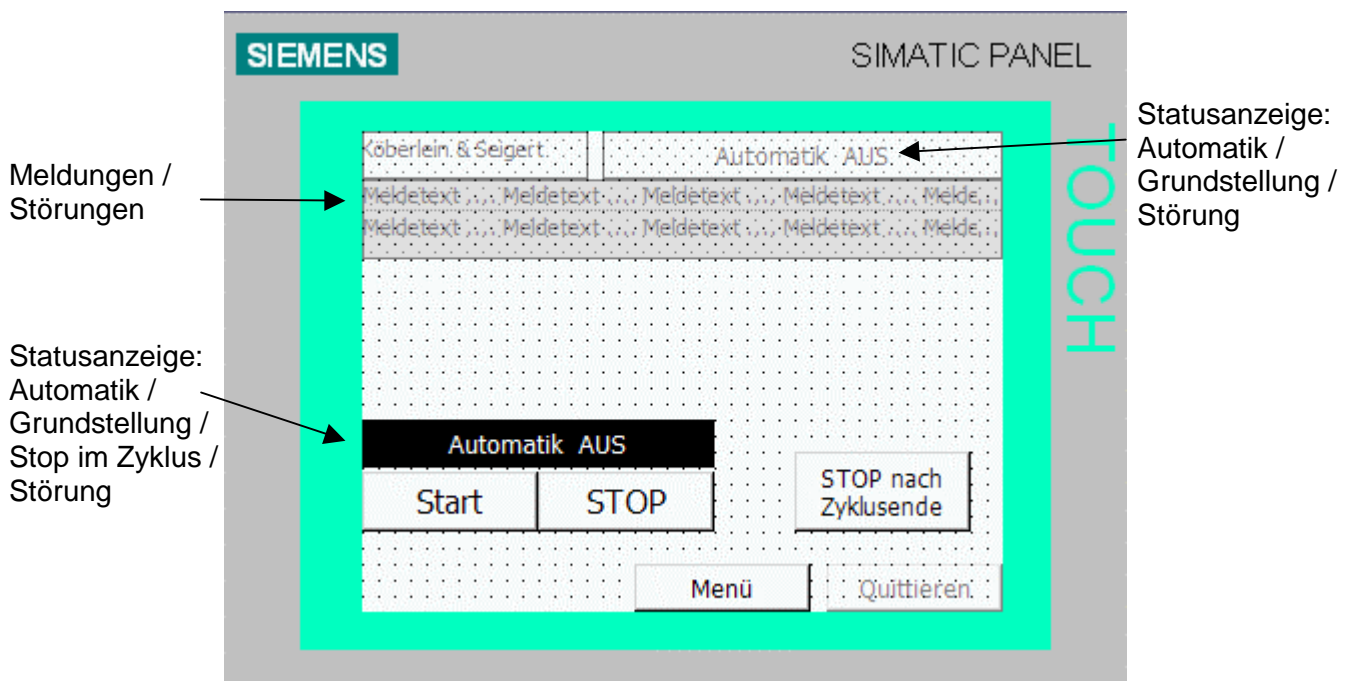 SIEMENS
SIMATIC PANEL
TOUCH
Statusanzeige:
Automatik /
Grundstellung /
Störung
Meldungen /
Störungen
Köberlein & Seigert
Automatik AUS
Meldetext .... Meldetext .... Meldetext .... Meldetext .... Melde...
Meldetext .... Meldetext .... Meldetext .... Meldetext .... Melde...
Statusanzeige:
Automatik /
Grundstellung /
Stop im Zyklus /
Störung
Automatik AUS
Start
STOP
STOP nach
Zyklusende
Menü
Quittieren